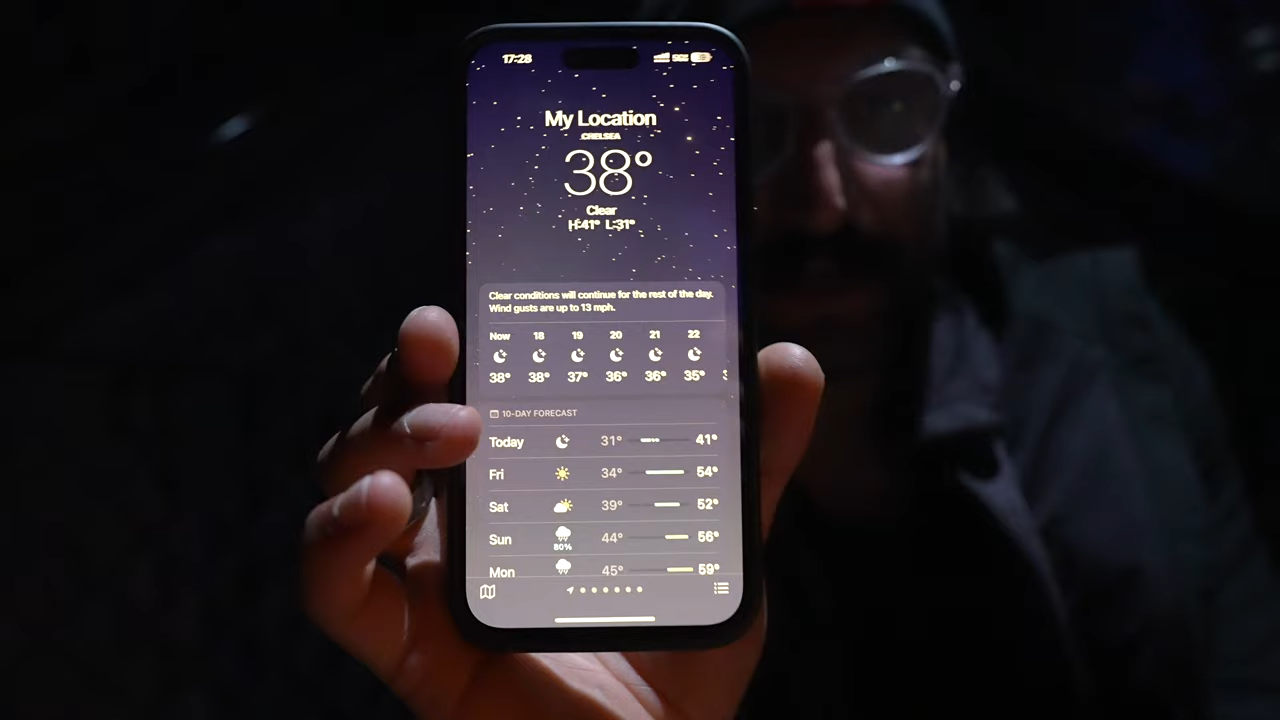 17:28
My Location
CHELSEA
38°
Clear
H:41° L:31°
Clear conditions will continue for the rest of the day.
Wind gusts are up to 13 mph.
Now 18 19 20 21 22
38° 38° 37° 36° 36° 35°
10-DAY FORECAST
Today 31° 41°
Fri 34° 54°
Sat 39° 52°
Sun 80% 44° 56°
Mon 45° 59°